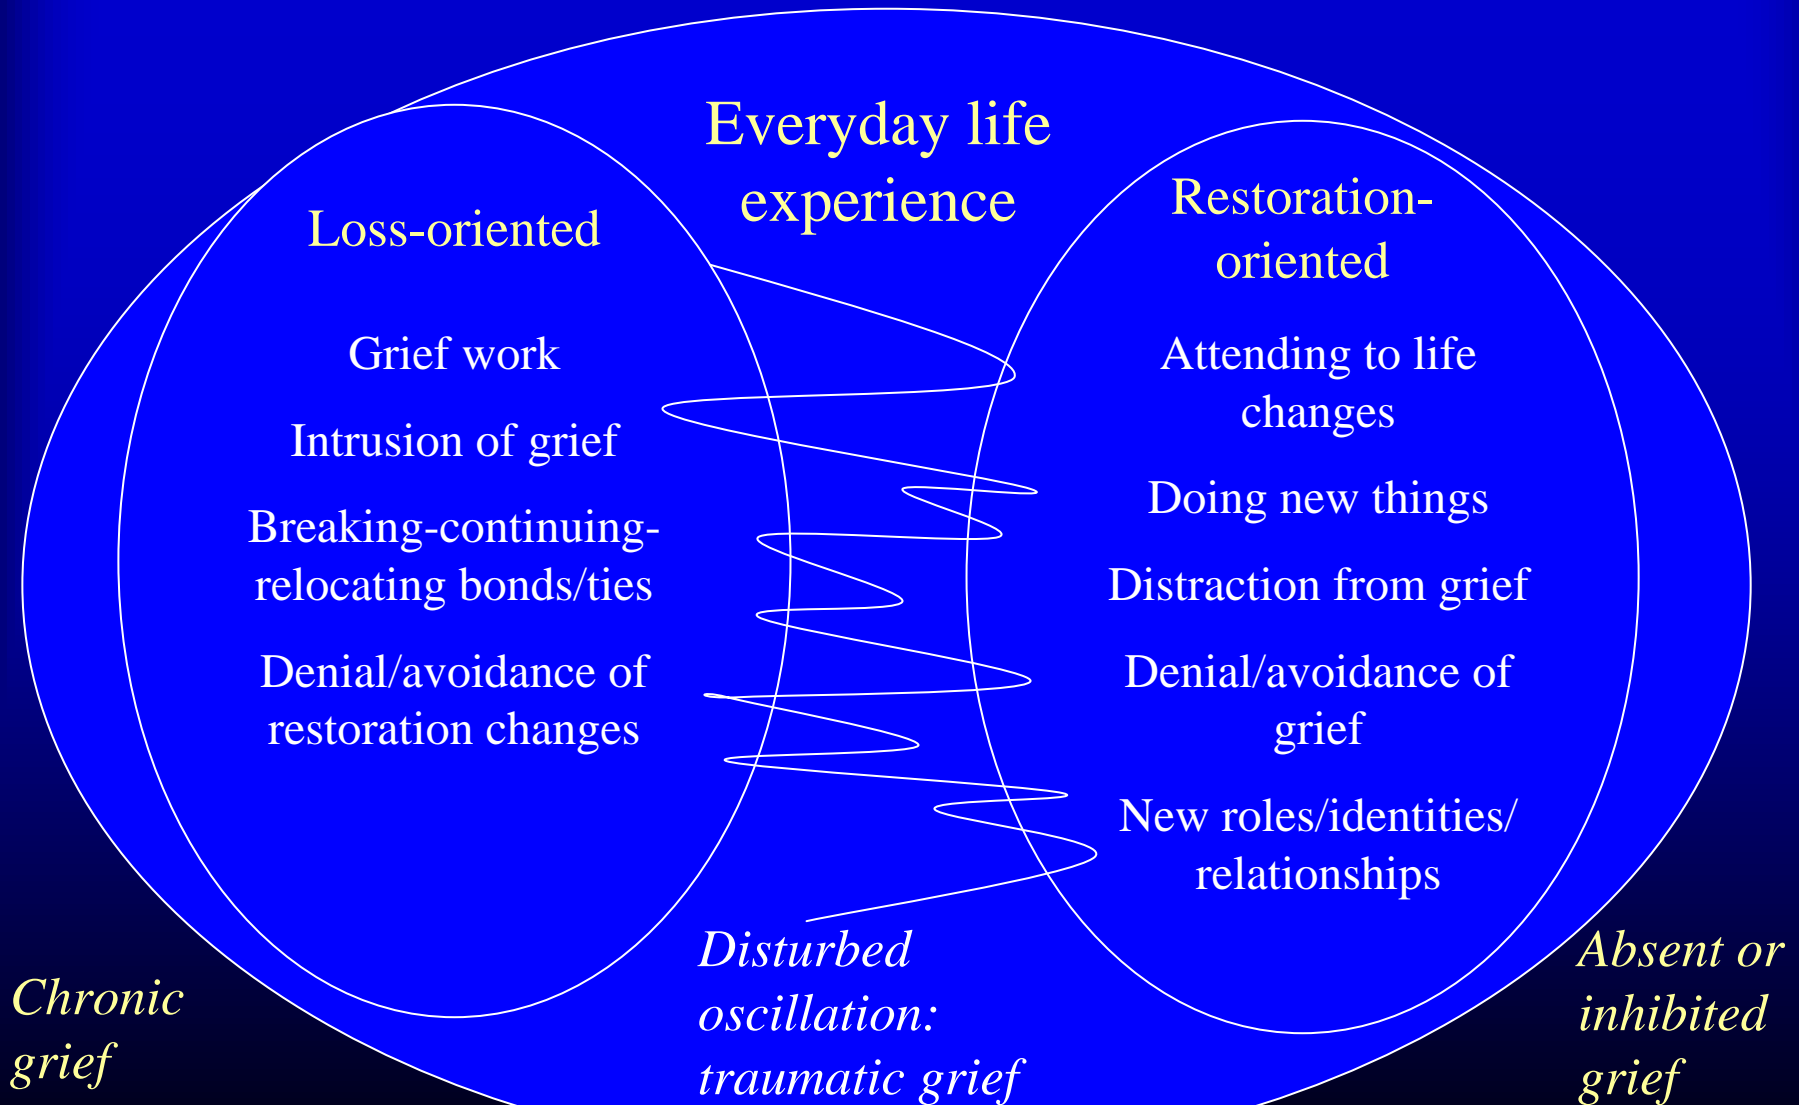 Everyday life
experience
Loss-oriented
Grief work
Intrusion of grief
Breaking-continuing-
relocating bonds/ties
Denial/avoidance of
restoration changes
Restoration-
oriented
Attending to life
changes
Doing new things
Distraction from grief
Denial/avoidance of
grief
New roles/identities/
relationships
Chronic
grief
Disturbed
oscillation:
traumatic grief
Absent or
inhibited
grief